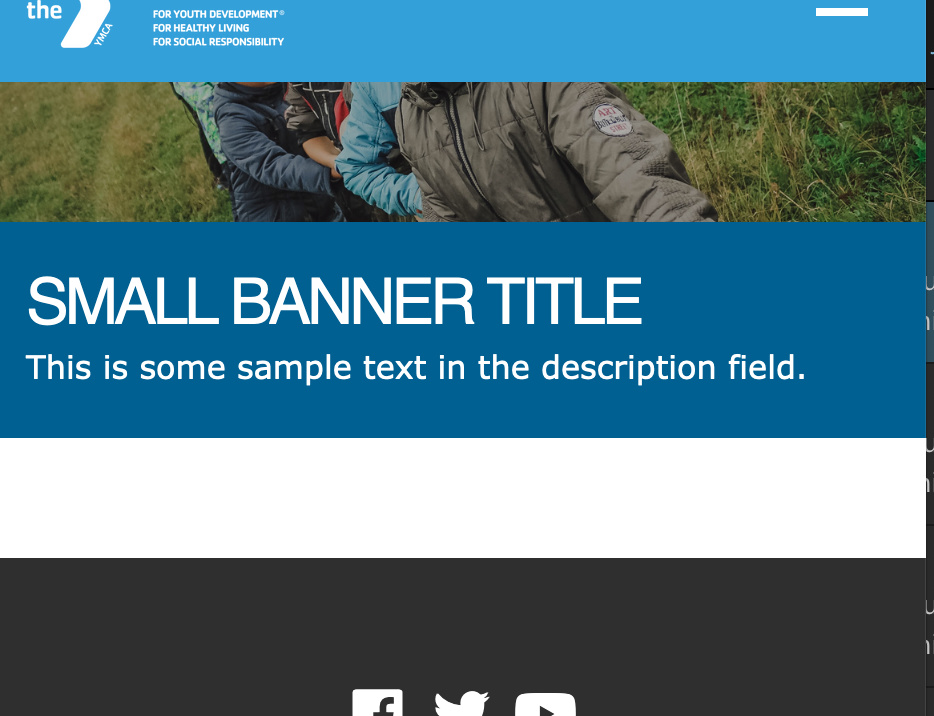 the
YMCA
FOR YOUTH DEVELOPMENT®
FOR HEALTHY LIVING
FOR SOCIAL RESPONSIBILITY
ART
SMALL BANNER TITLE
This is some sample text in the description field.